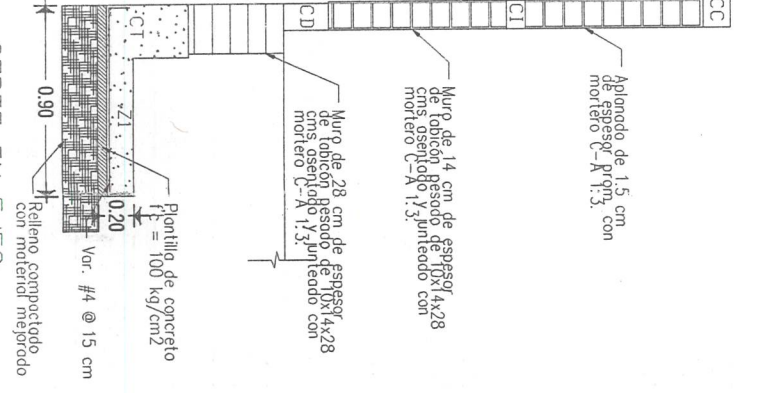 CC
Aplanado de 1.5 cm
de espesor prom. con
mortero C-A 1:3.
CI
Muro de 14 cm de espesor
de tabicón pesado de 10x14x28
cms asentado y junteado con
mortero C-A 1:3.
CD
Muro de 28 cm de espesor
de tabicón pesado de 10x14x28
cms asentado y junteado con
mortero C-A 1:3.
CT
Z1
Plantilla de concreto
f'c = 100 kg/cm2
0.20
Var. #4 @ 15 cm
Relleno compactado
con material mejorado
0.90